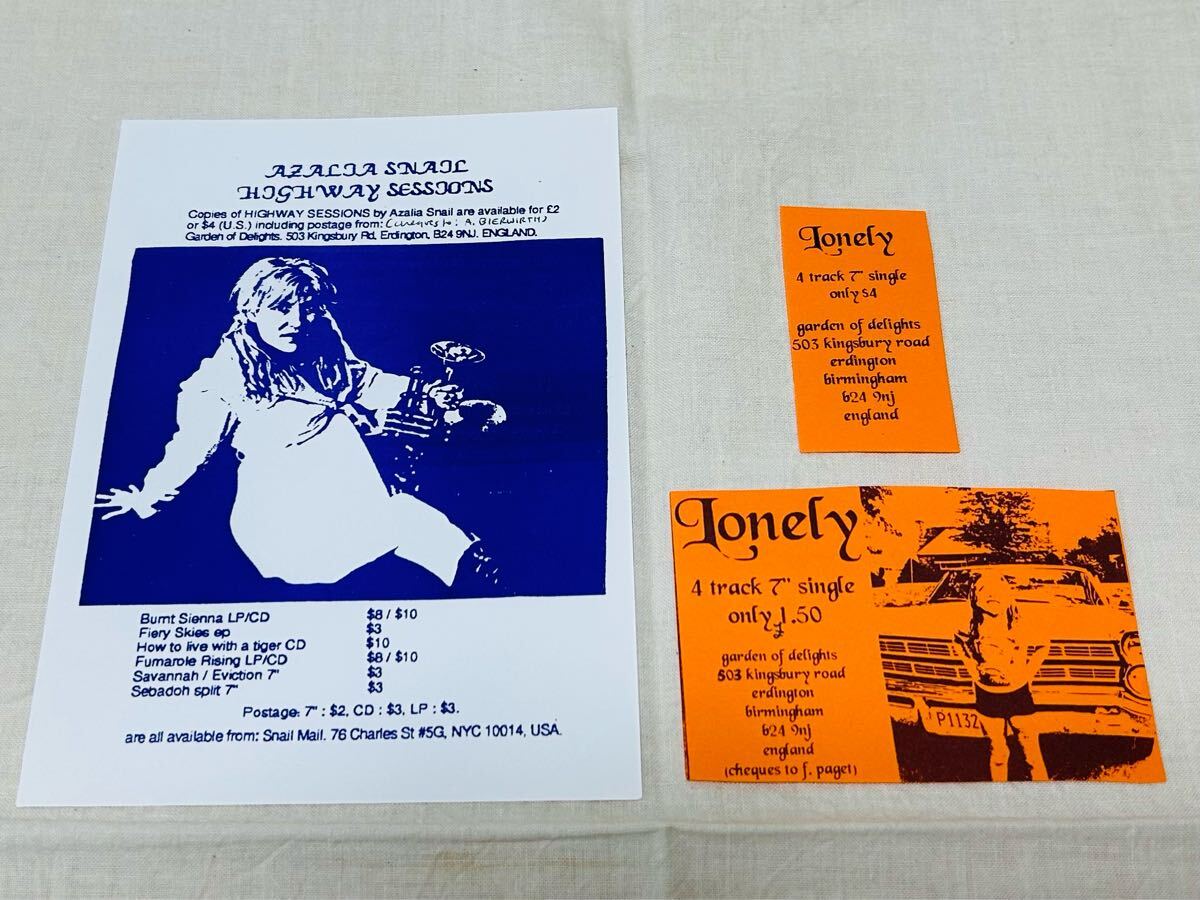 AZALIA SNAIL
HIGHWAY SESSIONS
Copies of HIGHWAY SESSIONS by Azalia Snail are available for £2
or $4 (U.S.) including postage from: (cheques to: A. BIERWIRTH)
Garden of Delights. 503 Kingsbury Rd, Erdington, B24 9NJ. ENGLAND.
Burnt Sienna LP/CD $8 / $10
Fiery Skies ep $3
How to live with a tiger CD $10
Fumarole Rising LP/CD $8 / $10
Savannah / Eviction 7" $3
Sebadoh split 7" $3
Postage: 7" : $2, CD : $3, LP : $3.
are all available from: Snail Mail. 76 Charles St #5G, NYC 10014, USA.
Lonely
4 track 7" single
only $4
garden of delights
503 kingsbury road
erdington
birmingham
b24 9nj
england
Lonely
4 track 7" single
only £1.50
garden of delights
503 kingsbury road
erdington
birmingham
b24 9nj
england
(cheques to f. paget)
P1132